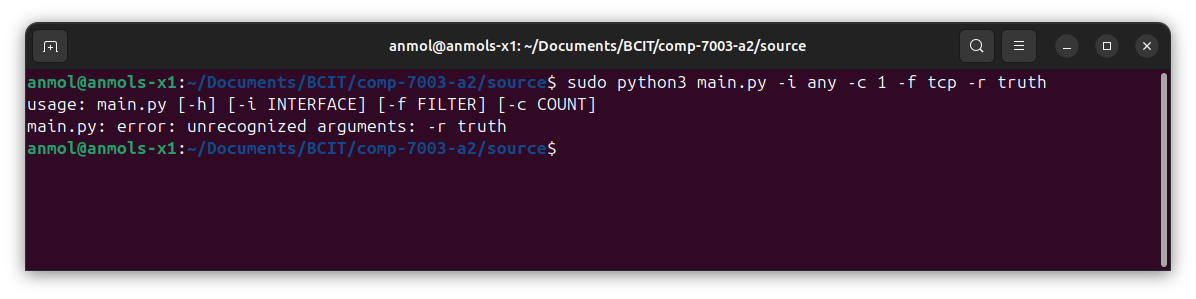 anmol@anmols-x1: ~/Documents/BCIT/comp-7003-a2/source
anmol@anmols-x1:~/Documents/BCIT/comp-7003-a2/source$ sudo python3 main.py -i any -c 1 -f tcp -r truth
usage: main.py [-h] [-i INTERFACE] [-f FILTER] [-c COUNT]
main.py: error: unrecognized arguments: -r truth
anmol@anmols-x1:~/Documents/BCIT/comp-7003-a2/source$